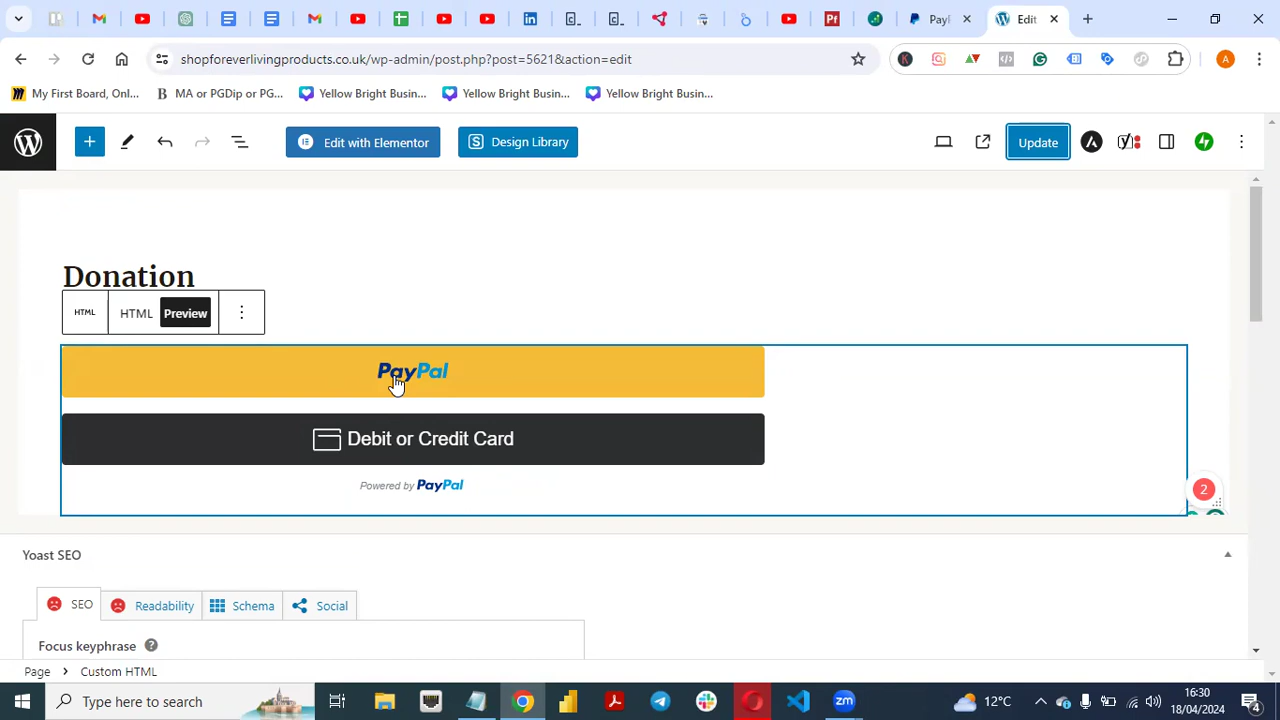 Payl
Edit
shopforeverlivingproducts.co.uk/wp-admin/post.php?post=5621&action=edit
A
My First Board, Onl...
MA or PGDip or PG...
Yellow Bright Busin...
Yellow Bright Busin...
Yellow Bright Busin...
Edit with Elementor
Design Library
Update
Donation
HTML
HTML
Preview
PayPal
Debit or Credit Card
Powered by PayPal
2
Yoast SEO
SEO
Readability
Schema
Social
Focus keyphrase
Page
Custom HTML
Type here to search
12°C
16:30
18/04/2024
4